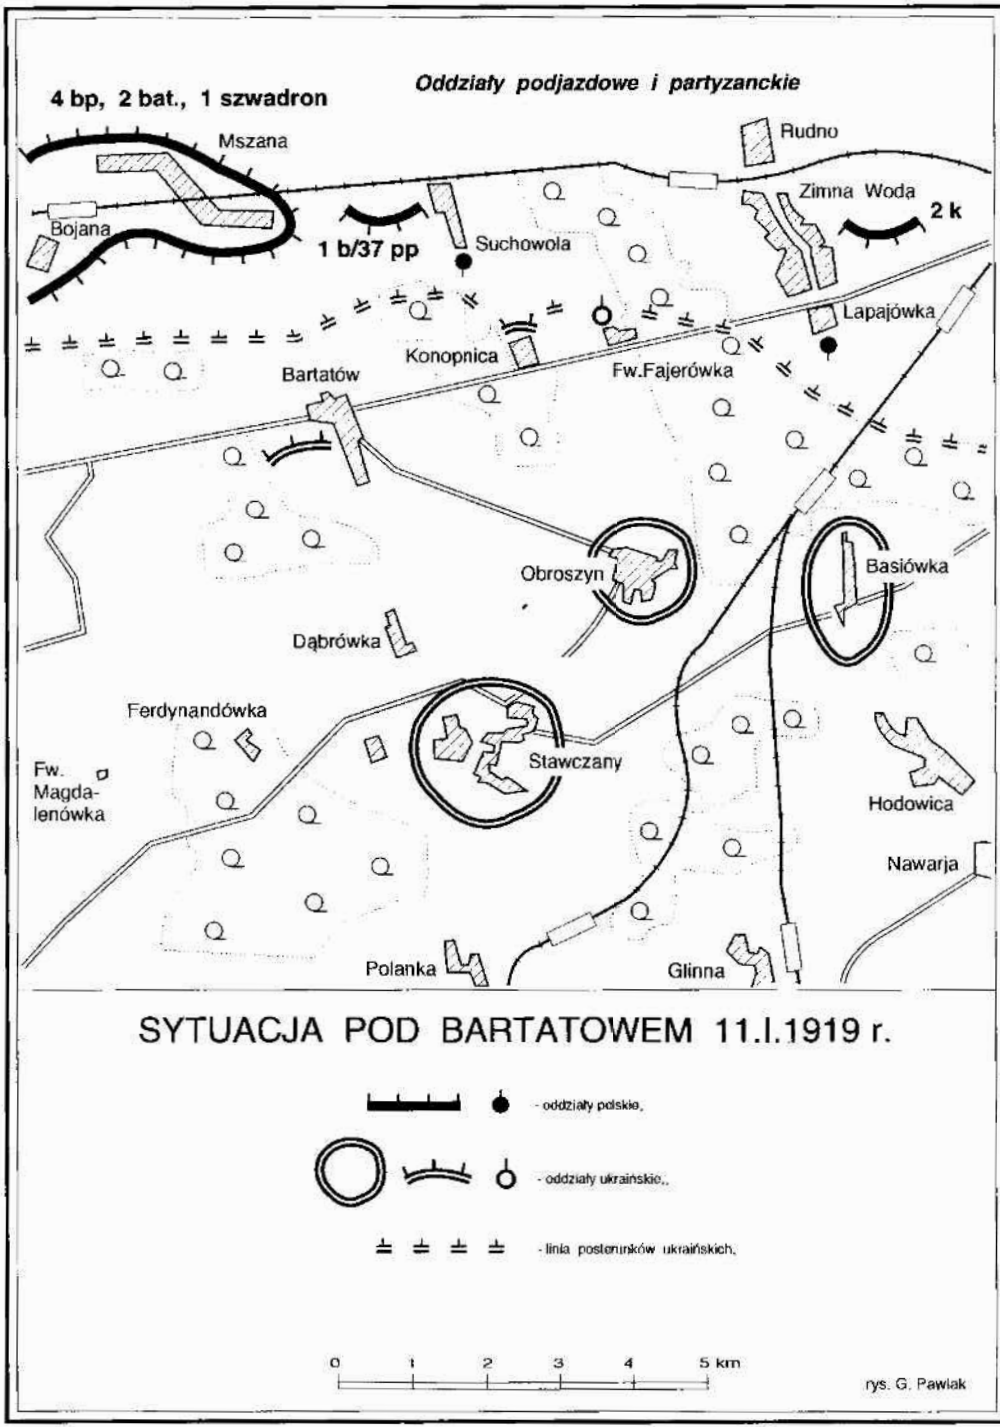 Oddziały podjazdowe i partyzanckie
4 bp, 2 bat., 1 szwadron
Mszana
Rudno
Zimna Woda
2 k
Bojana
1 b/37 pp
Suchowola
Lapajówka
Konopnica
Fw.Fajerówka
Bartatów
Obroszyn
Basiówka
Dąbrówka
Ferdynandówka
Stawczany
Fw.
Magda-
lenówka
Hodowica
Nawarja
Polanka
Glinna
SYTUACJA POD BARTATOWEM 11.I.1919 r.
- oddziały polskie,
- oddziały ukraińskie,,
- linia posterunków ukraińskich,
0 1 2 3 4 5 km
rys. G. Pawlak